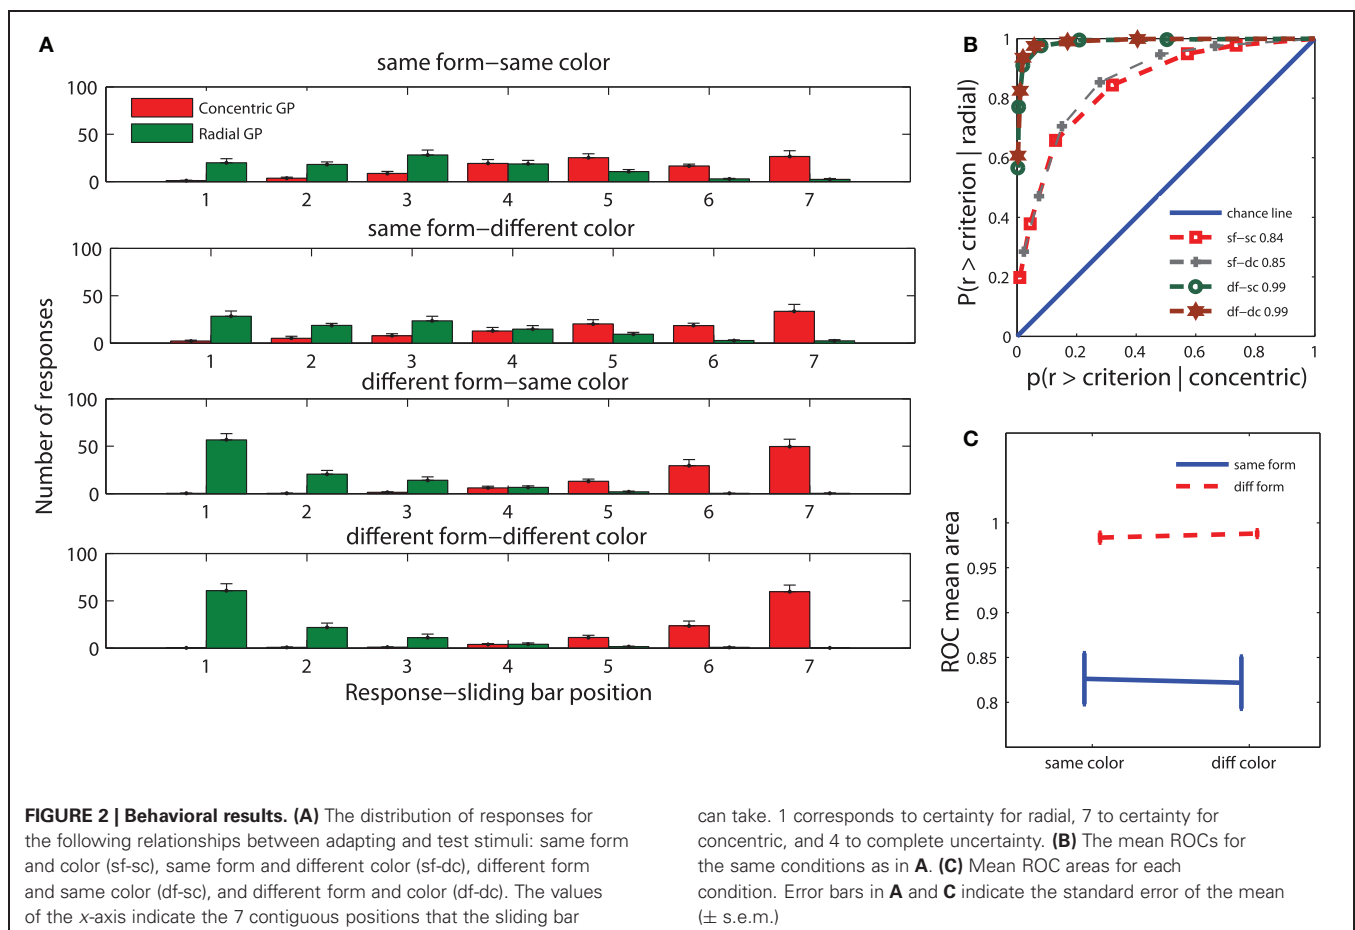 A
same form−same color
100
50
0
Concentric GP
Radial GP
1 2 3 4 5 6 7
same form−different color
100
50
0
1 2 3 4 5 6 7
different form−same color
100
50
0
1 2 3 4 5 6 7
different form−different color
100
50
0
1 2 3 4 5 6 7
Response−sliding bar position
Number of responses
B
1
0.8
0.6
0.4
0.2
0
0 0.2 0.4 0.6 0.8 1
P(r > criterion | radial)
p(r > criterion | concentric)
chance line
sf−sc 0.84
sf−dc 0.85
df−sc 0.99
df−dc 0.99
C
same form
diff form
1
0.95
0.9
0.85
0.8
ROC mean area
same color diff color
FIGURE 2 | Behavioral results. (A) The distribution of responses for
the following relationships between adapting and test stimuli: same form
and color (sf-sc), same form and different color (sf-dc), different form
and same color (df-sc), and different form and color (df-dc). The values
of the x-axis indicate the 7 contiguous positions that the sliding bar
can take. 1 corresponds to certainty for radial, 7 to certainty for
concentric, and 4 to complete uncertainty. (B) The mean ROCs for
the same conditions as in A. (C) Mean ROC areas for each
condition. Error bars in A and C indicate the standard error of the mean
(± s.e.m.)